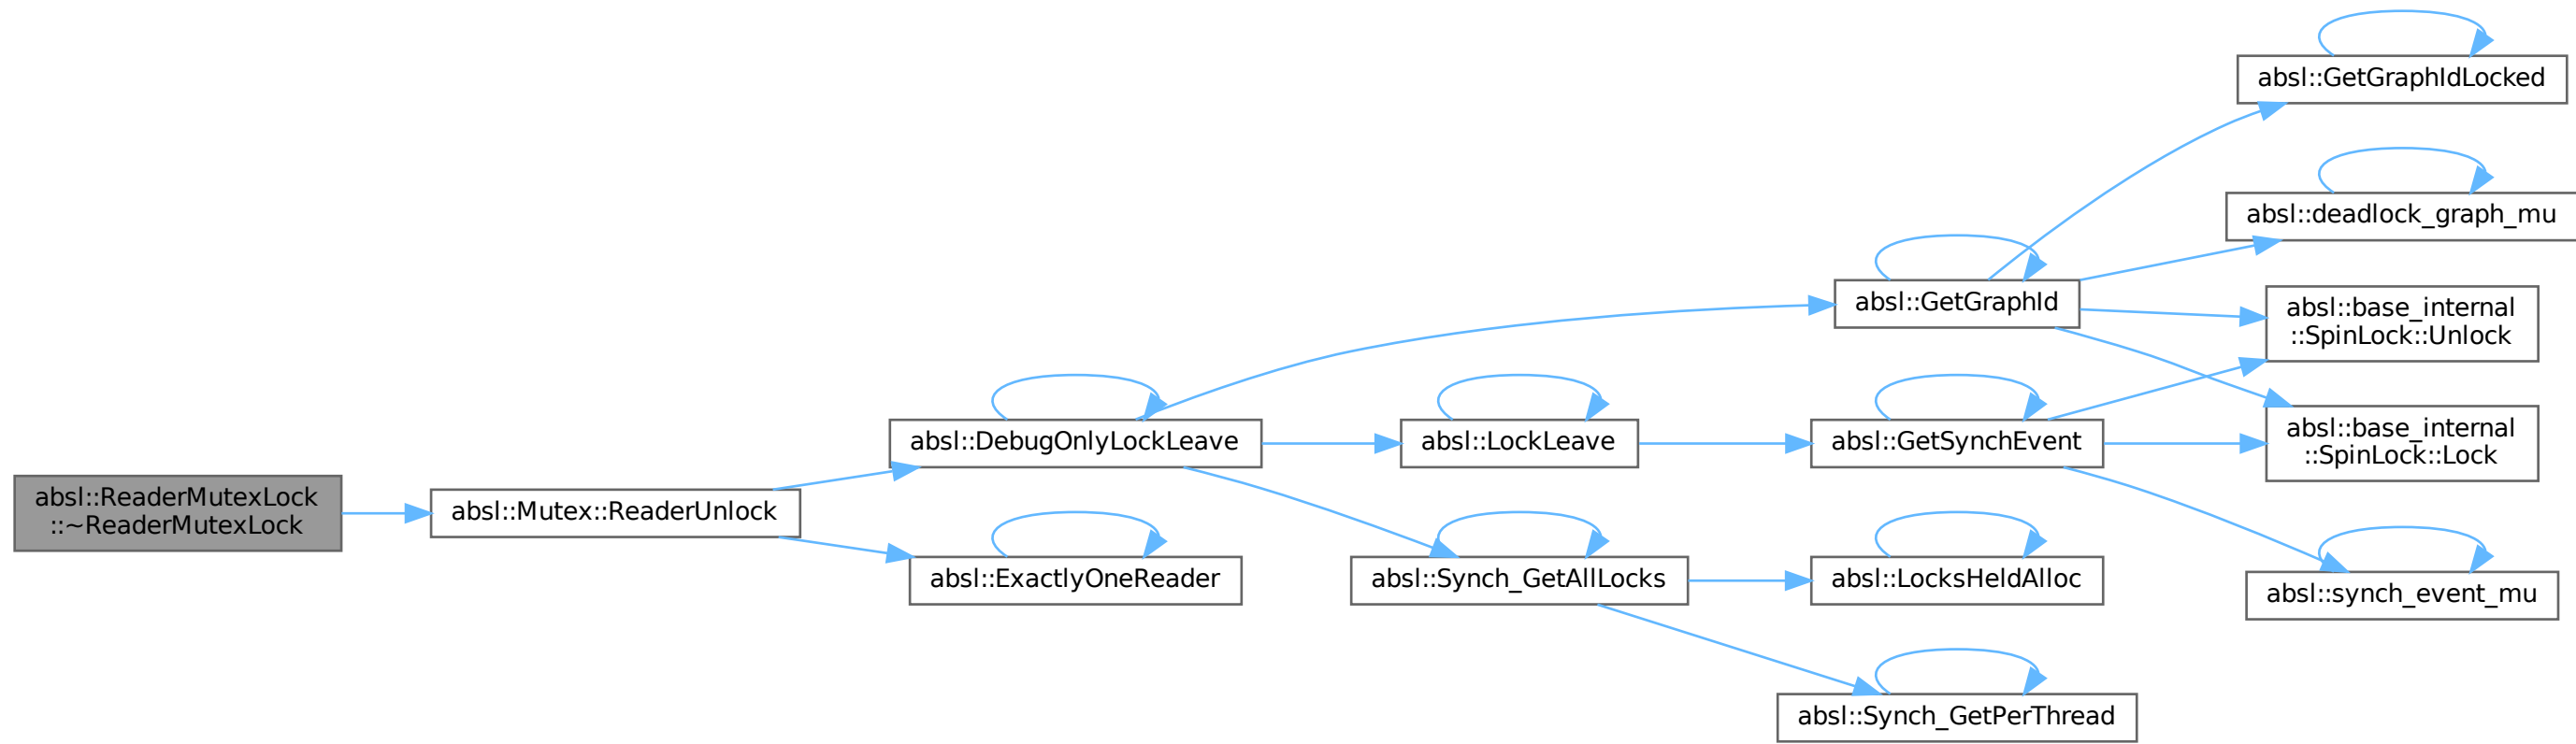 absl::GetGraphIdLocked
absl::deadlock_graph_mu
absl::GetGraphId
absl::base_internal
::SpinLock::Unlock
absl::DebugOnlyLockLeave
absl::LockLeave
absl::GetSynchEvent
absl::base_internal
::SpinLock::Lock
absl::ReaderMutexLock
::~ReaderMutexLock
absl::Mutex::ReaderUnlock
absl::ExactlyOneReader
absl::Synch_GetAllLocks
absl::LocksHeldAlloc
absl::synch_event_mu
absl::Synch_GetPerThread